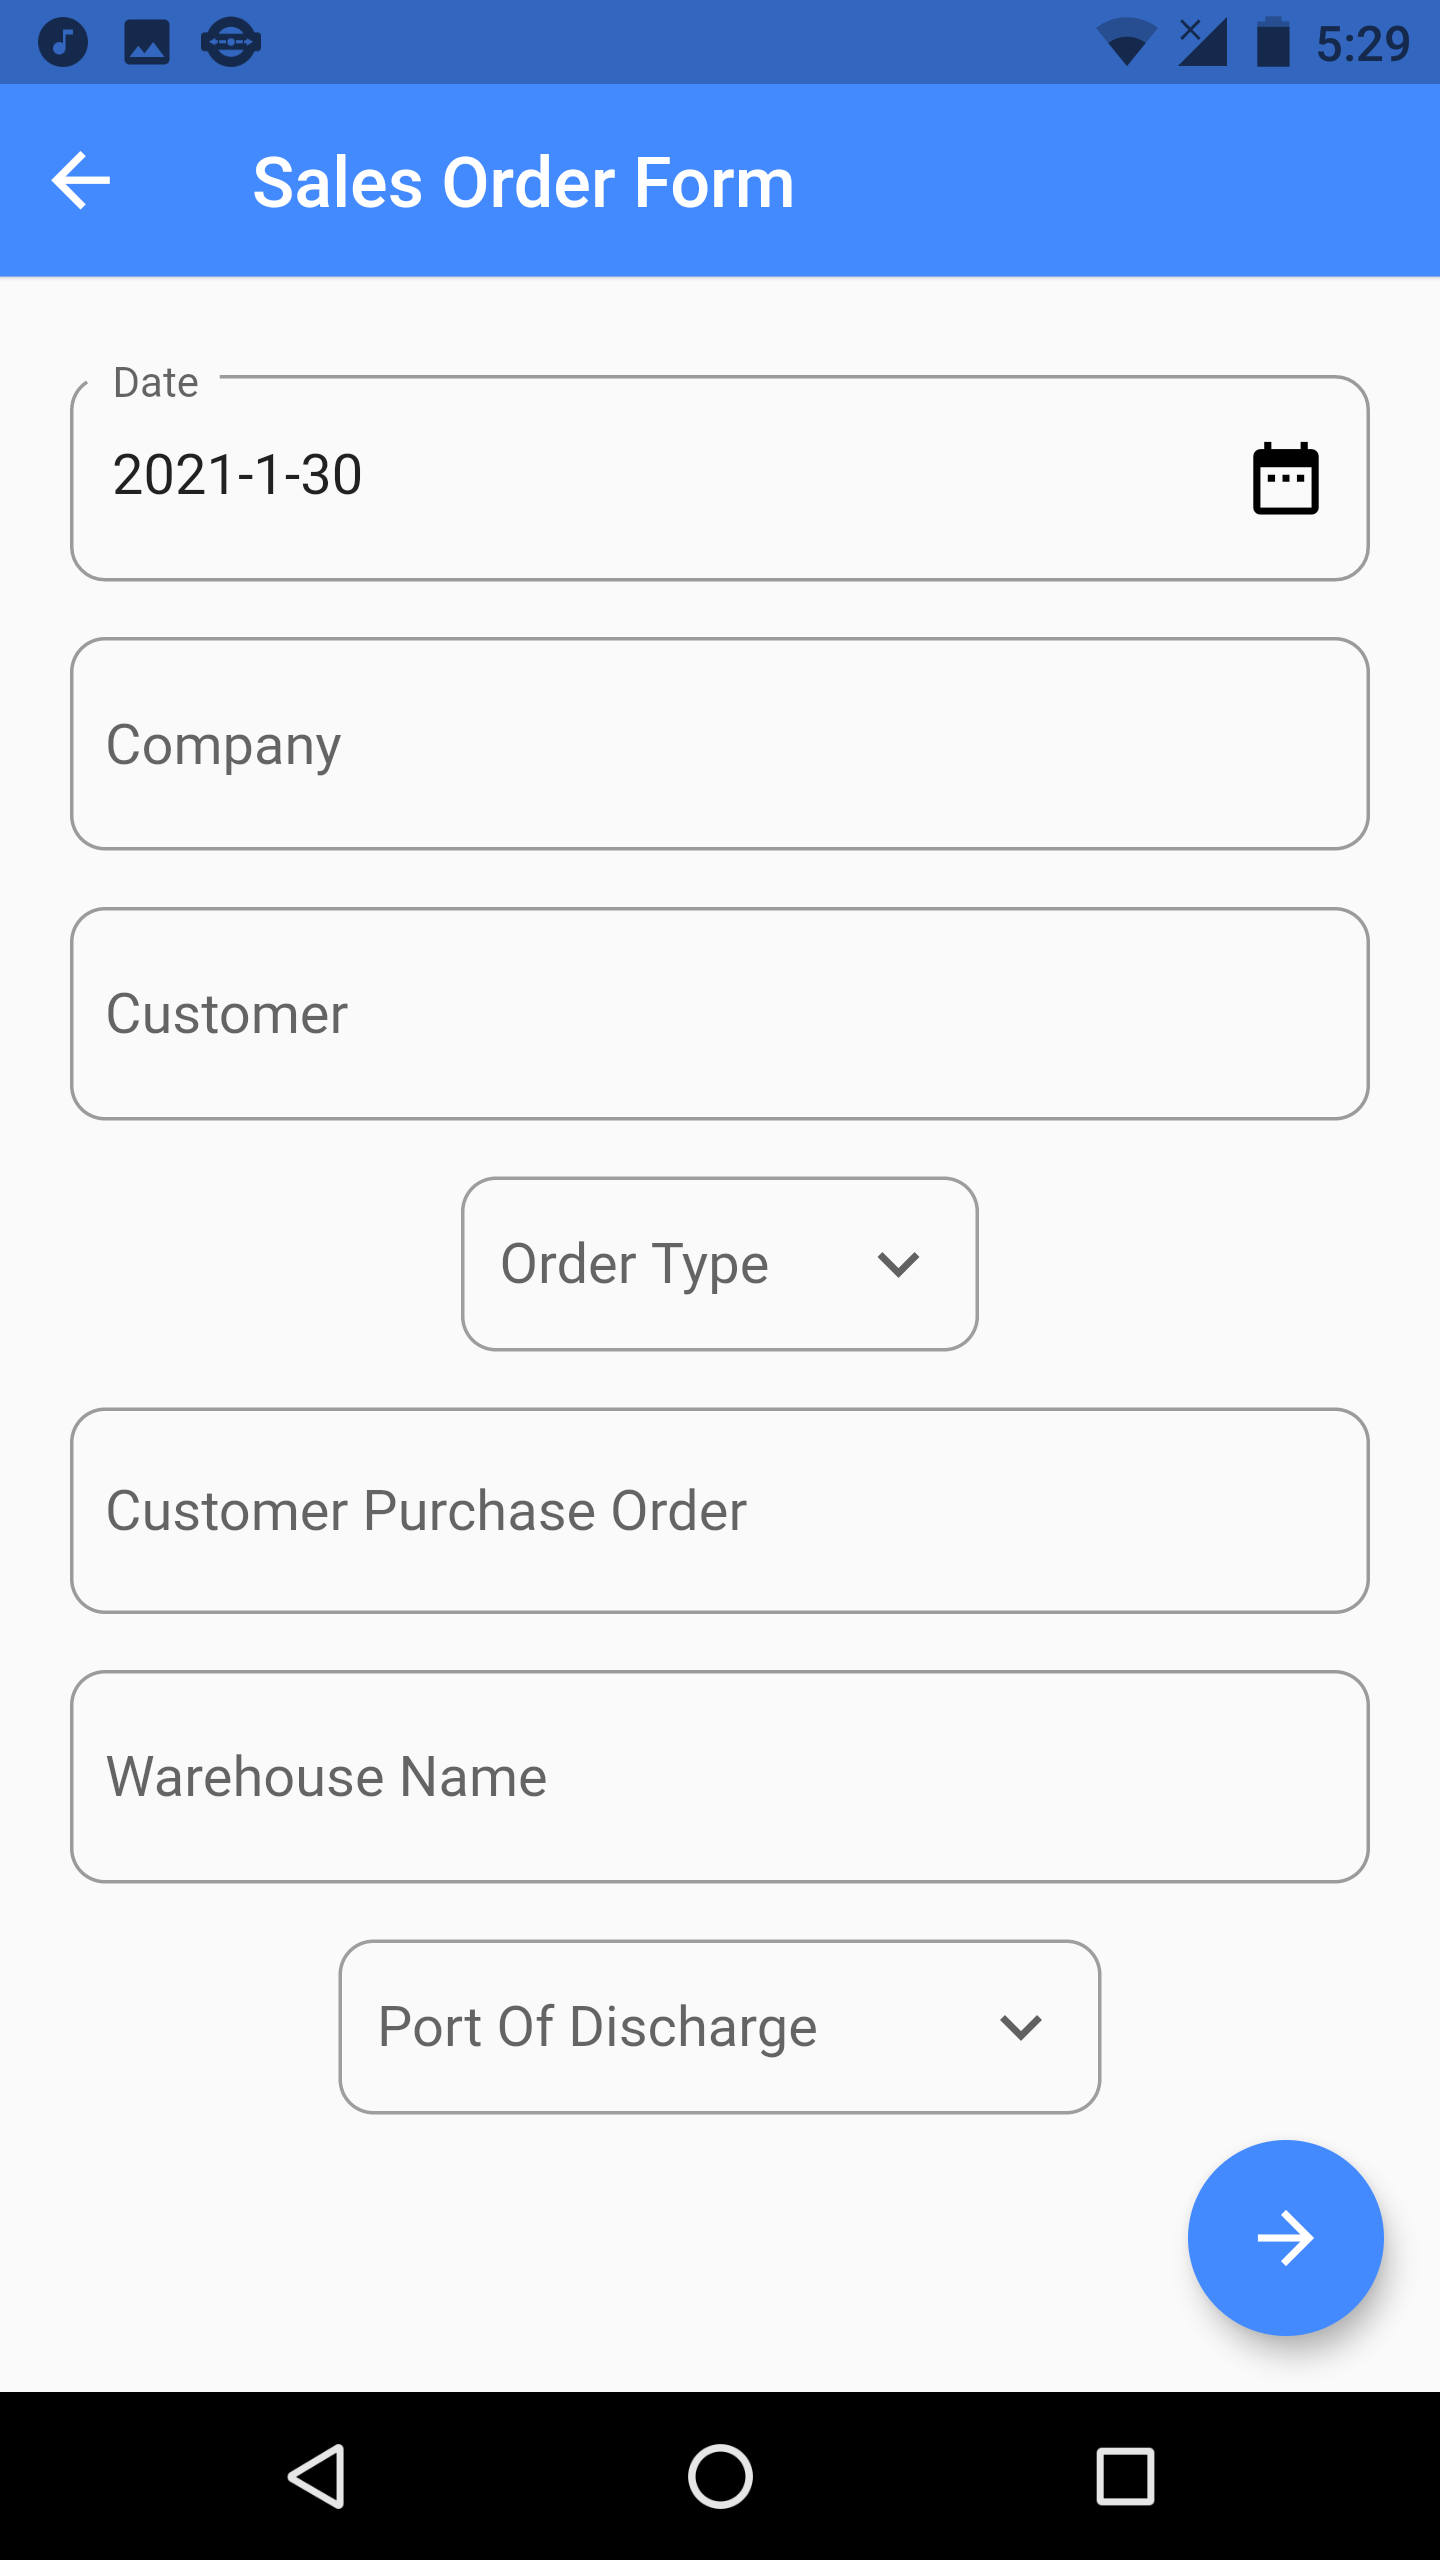 5:29
Sales Order Form
Date
2021-1-30
Company
Customer
Order Type
Customer Purchase Order
Warehouse Name
Port Of Discharge